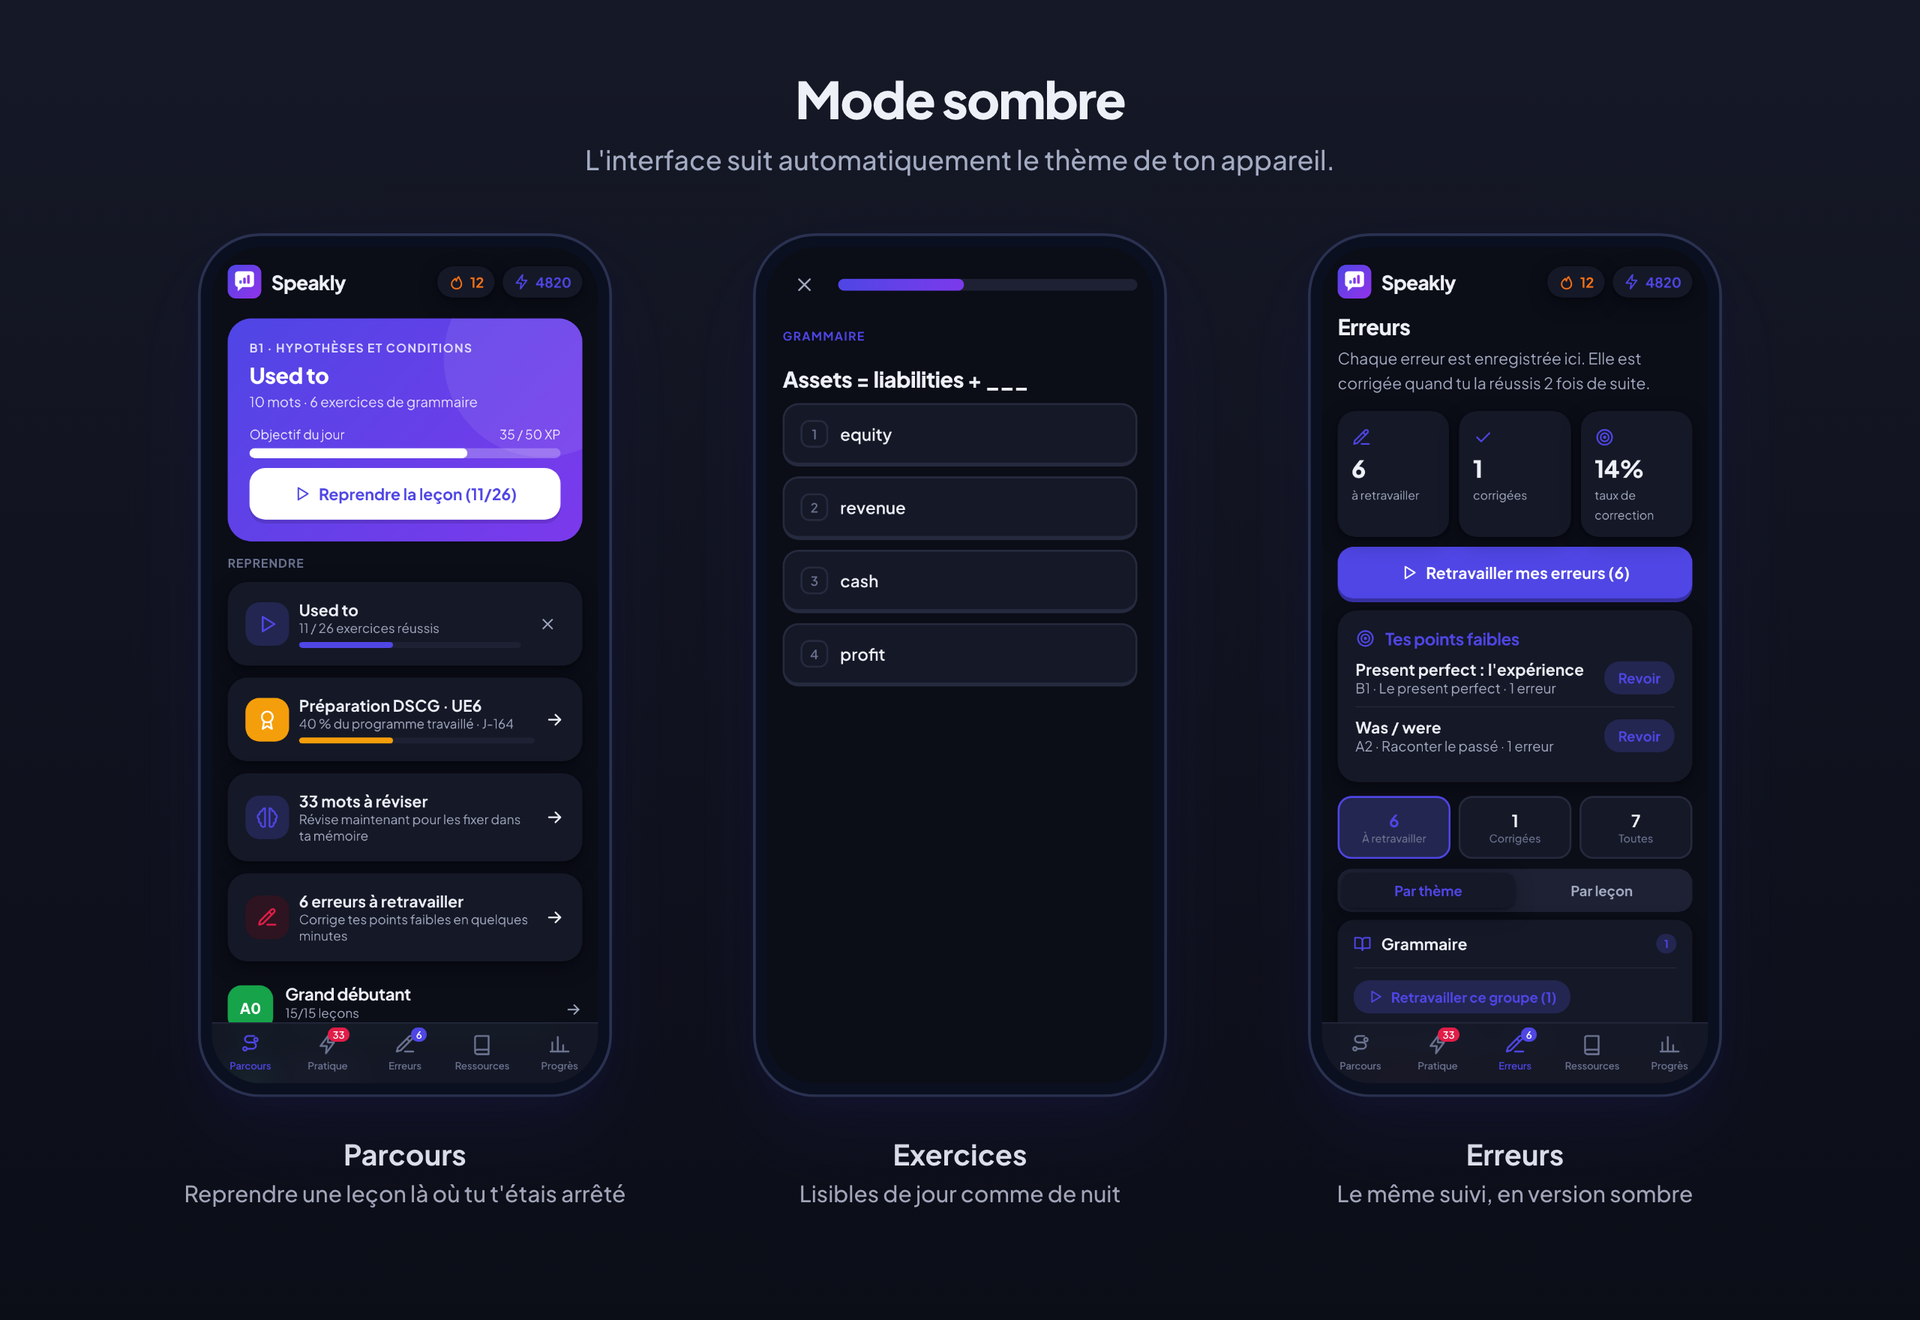 Mode sombre
L'interface suit automatiquement le thème de ton appareil.
Speakly
12
4820
B1 · HYPOTHÈSES ET CONDITIONS
Used to
10 mots · 6 exercices de grammaire
Objectif du jour
35 / 50 XP
Reprendre la leçon (11/26)
REPRENDRE
Used to
11 / 26 exercices réussis
Préparation DSCG · UE6
40 % du programme travaillé · J-164
33 mots à réviser
Révise maintenant pour les fixer dans
ta mémoire
6 erreurs à retravailler
Corrige tes points faibles en quelques
minutes
A0
Grand débutant
15/15 leçons
33
6
Parcours
Pratique
Erreurs
Ressources
Progrès
Parcours
Reprendre une leçon là où tu t'étais arrêté
GRAMMAIRE
Assets = liabilities + ___
1 equity
2 revenue
3 cash
4 profit
Exercices
Lisibles de jour comme de nuit
Speakly
12
4820
Erreurs
Chaque erreur est enregistrée ici. Elle est
corrigée quand tu la réussis 2 fois de suite.
6
à retravailler
1
corrigées
14%
taux de
correction
Retravailler mes erreurs (6)
Tes points faibles
Present perfect : l'expérience
B1 · Le present perfect · 1 erreur
Revoir
Was / were
A2 · Raconter le passé · 1 erreur
Revoir
6
À retravailler
1
Corrigées
7
Toutes
Par thème
Par leçon
Grammaire
1
Retravailler ce groupe (1)
33
6
Parcours
Pratique
Erreurs
Ressources
Progrès
Erreurs
Le même suivi, en version sombre